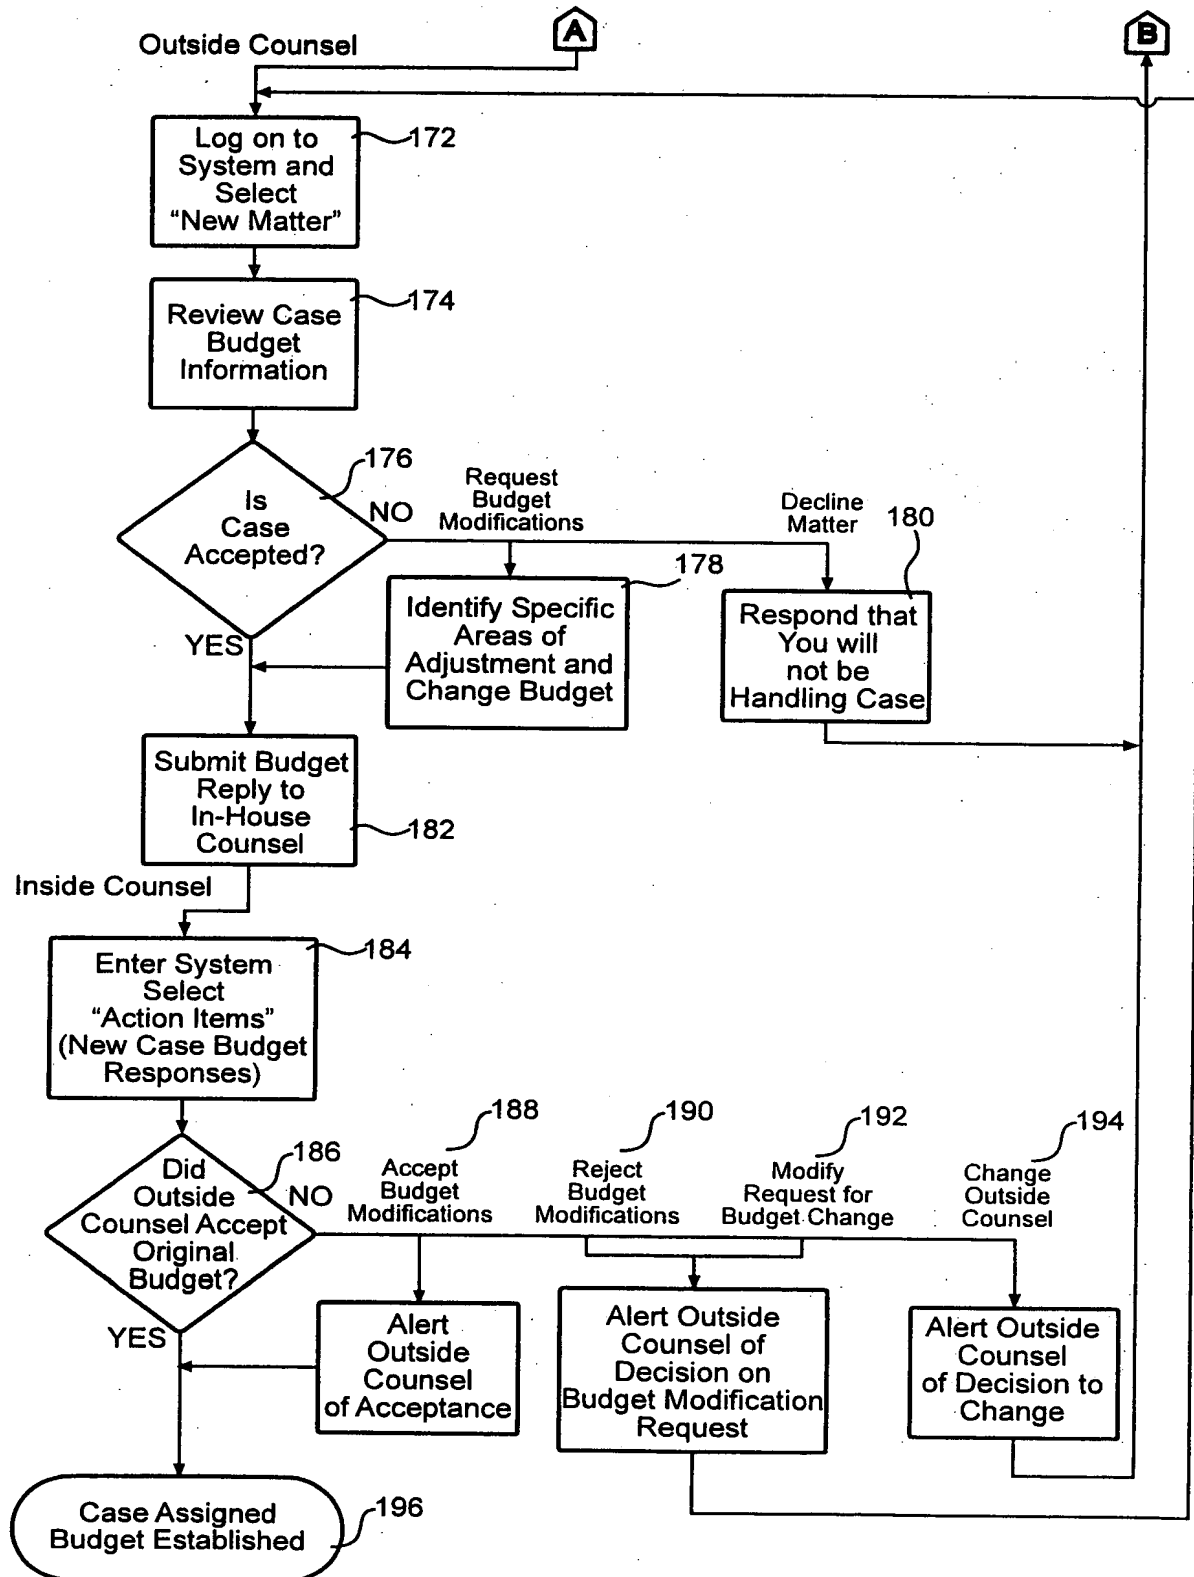 A
B
Outside Counsel
Log on to
System and
Select
“New Matter”
172
Review Case
Budget
Information
174
Is
Case
Accepted?
176
NO
YES
Request
Budget
Modifications
Decline
Matter
180
178
Identify Specific
Areas of
Adjustment and
Change Budget
Respond that
You will
not be
Handling Case
Submit Budget
Reply to
In-House
Counsel
182
Inside Counsel
Enter System
Select
“Action Items”
(New Case Budget
Responses)
184
Did
Outside
Counsel Accept
Original
Budget?
186
NO
YES
188
Accept
Budget
Modifications
190
Reject
Budget
Modifications
192
Modify
Request for
Budget Change
194
Change
Outside
Counsel
Alert
Outside
Counsel
of Acceptance
Alert Outside
Counsel of
Decision on
Budget Modification
Request
Alert Outside
Counsel
of Decision to
Change
Case Assigned
Budget Established
196